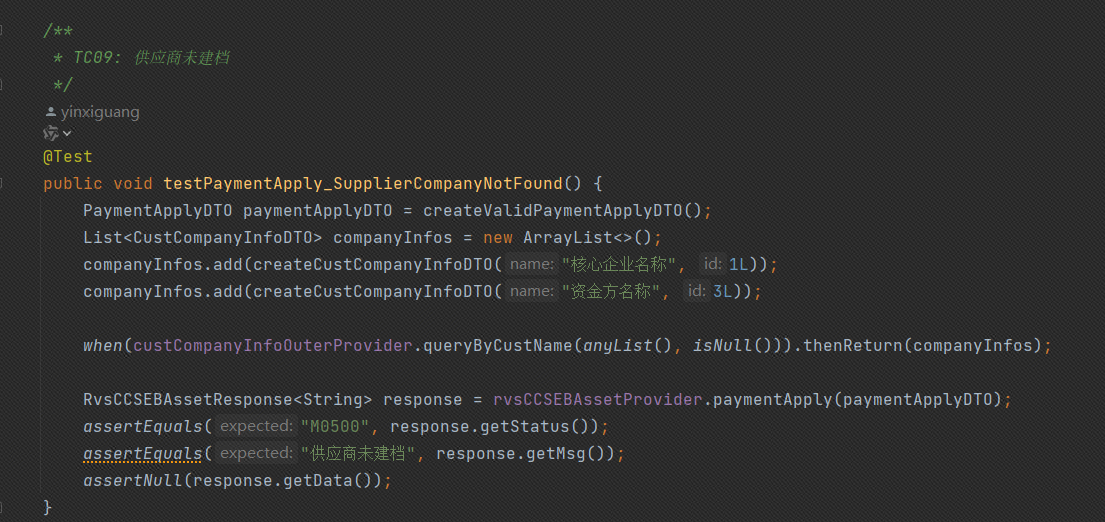 /**
 * TC09: 供应商未建档
 */
yinxiguang
@Test
public void testPaymentApply_SupplierCompanyNotFound() {
    PaymentApplyDTO paymentApplyDTO = createValidPaymentApplyDTO();
    List<CustCompanyInfoDTO> companyInfos = new ArrayList<>();
    companyInfos.add(createCustCompanyInfoDTO( name: "核心企业名称", id: 1L));
    companyInfos.add(createCustCompanyInfoDTO( name: "资金方名称", id: 3L));
    when(custCompanyInfoOuterProvider.queryByCustName(anyList(), isNull())).thenReturn(companyInfos);
    RvsCCSEBAssetResponse<String> response = rvsCCSEBAssetProvider.paymentApply(paymentApplyDTO);
    assertEquals( expected: "M0500", response.getStatus());
    assertEquals( expected: "供应商未建档", response.getMsg());
    assertNull(response.getData());
}